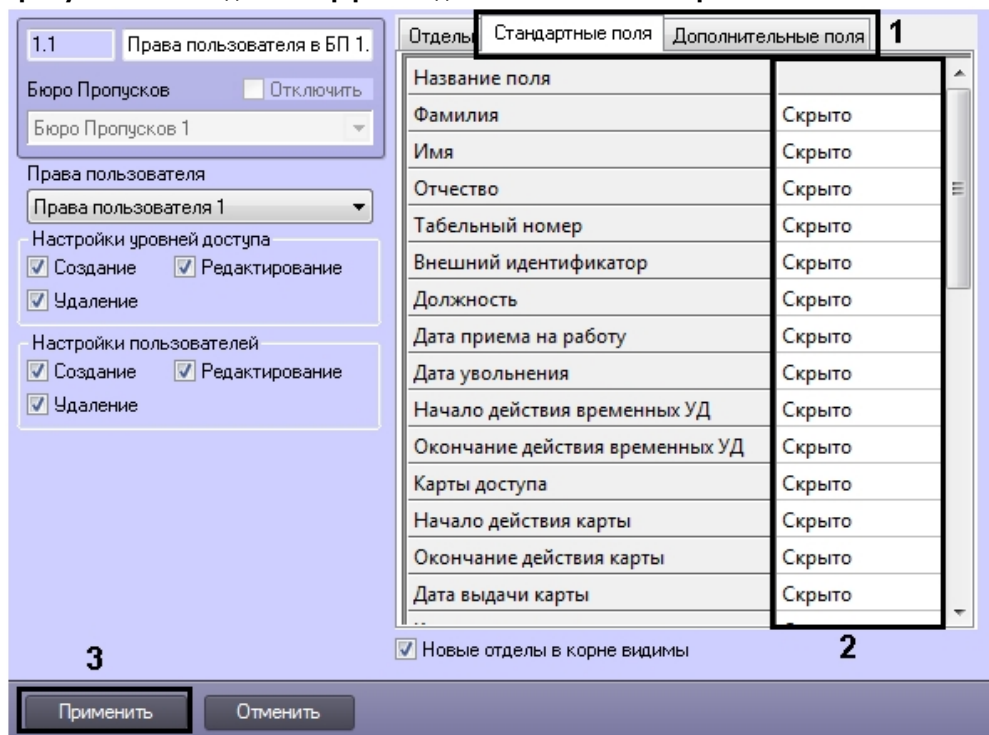 1.1 Права пользователя в БП 1.
Бюро Пропусков Отключить
Бюро Пропусков 1
Права пользователя
Права пользователя 1
Настройки уровней доступа
Создание Редактирование
Удаление
Настройки пользователей
Создание Редактирование
Удаление
3
Отделы Стандартные поля Дополнительные поля 1
Название поля
Фамилия Скрыто
Имя Скрыто
Отчество Скрыто
Табельный номер Скрыто
Внешний идентификатор Скрыто
Должность Скрыто
Дата приема на работу Скрыто
Дата увольнения Скрыто
Начало действия временных УД Скрыто
Окончание действия временных УД Скрыто
Карты доступа Скрыто
Начало действия карты Скрыто
Окончание действия карты Скрыто
Дата выдачи карты Скрыто
Новые отделы в корне видимы 2
Применить Отменить